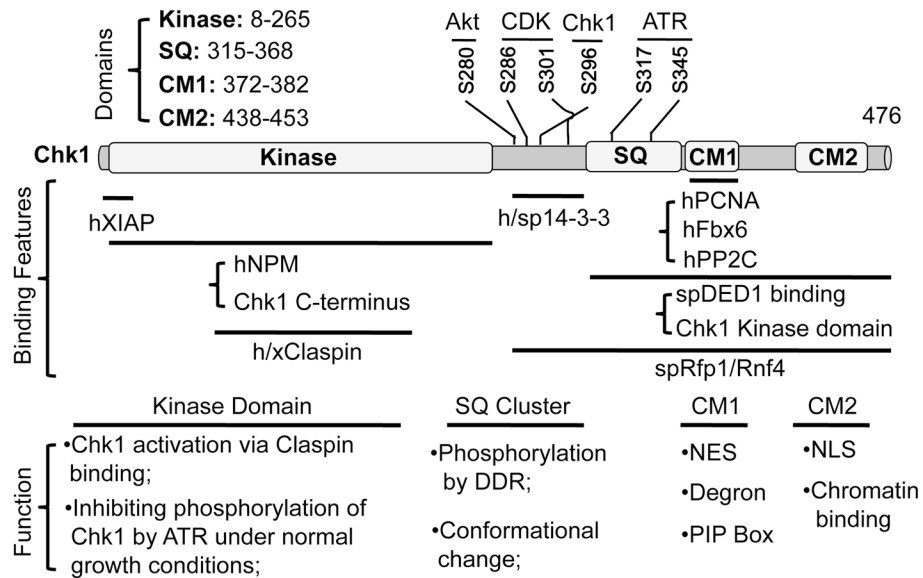 Domains
Kinase: 8-265
SQ: 315-368
CM1: 372-382
CM2: 438-453
Akt CDK Chk1 ATR
S280 S286 S301 S296 S317 S345
476
Chk1 Kinase SQ CM1 CM2
Binding Features
hXIAP
h/sp14-3-3
hPCNA
hFbx6
hPP2C
hNPM
Chk1 C-terminus
spDED1 binding
Chk1 Kinase domain
h/xClaspin
spRfp1/Rnf4
Function
Kinase Domain
•Chk1 activation via Claspin
binding;
•Inhibiting phosphorylation of
Chk1 by ATR under normal
growth conditions;
SQ Cluster
•Phosphorylation
by DDR;
•Conformational
change;
CM1
•NES
•Degron
•PIP Box
CM2
•NLS
•Chromatin
binding